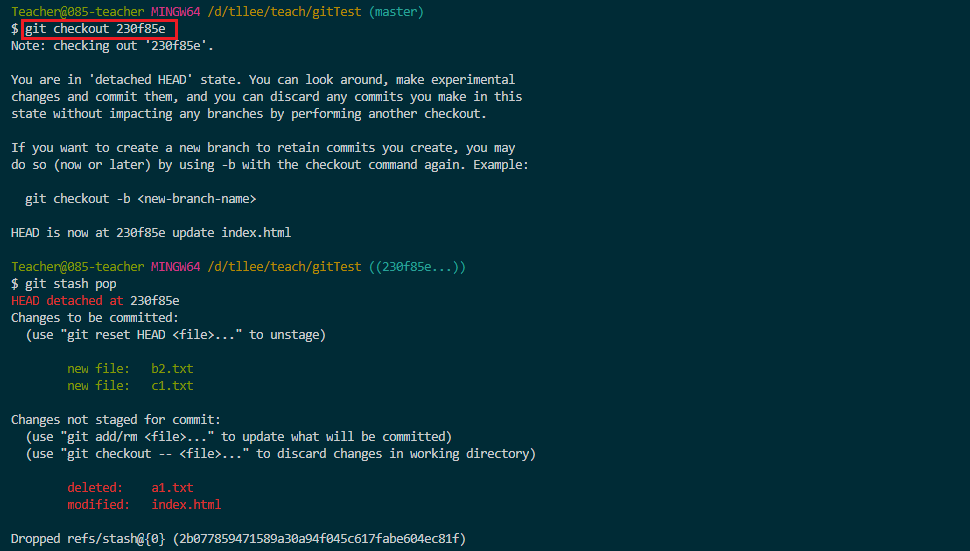 Teacher@085-teacher MINGW64 /d/tllee/teach/gitTest (master)
$ git checkout 230f85e
Note: checking out '230f85e'.
You are in 'detached HEAD' state. You can look around, make experimental
changes and commit them, and you can discard any commits you make in this
state without impacting any branches by performing another checkout.
If you want to create a new branch to retain commits you create, you may
do so (now or later) by using -b with the checkout command again. Example:
git checkout -b <new-branch-name>
HEAD is now at 230f85e update index.html
Teacher@085-teacher MINGW64 /d/tllee/teach/gitTest ((230f85e...))
$ git stash pop
HEAD detached at 230f85e
Changes to be committed:
(use "git reset HEAD <file>..." to unstage)
new file:   b2.txt
new file:   c1.txt
Changes not staged for commit:
(use "git add/rm <file>..." to update what will be committed)
(use "git checkout -- <file>..." to discard changes in working directory)
deleted:    a1.txt
modified:   index.html
Dropped refs/stash@{0} (2b077859471589a30a94f045c617fabe604ec81f)